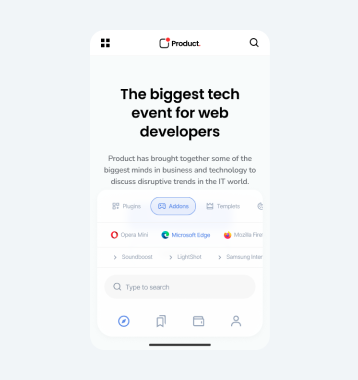 Product.
The biggest tech
event for web
developers
Product has brought together some of the
biggest minds in business and technology to
discuss disruptive trends in the IT world.
Plugins Addons Templets
Opera Mini Microsoft Edge Mozilla Fire
Soundboost LightShot Samsung Inter
Type to search